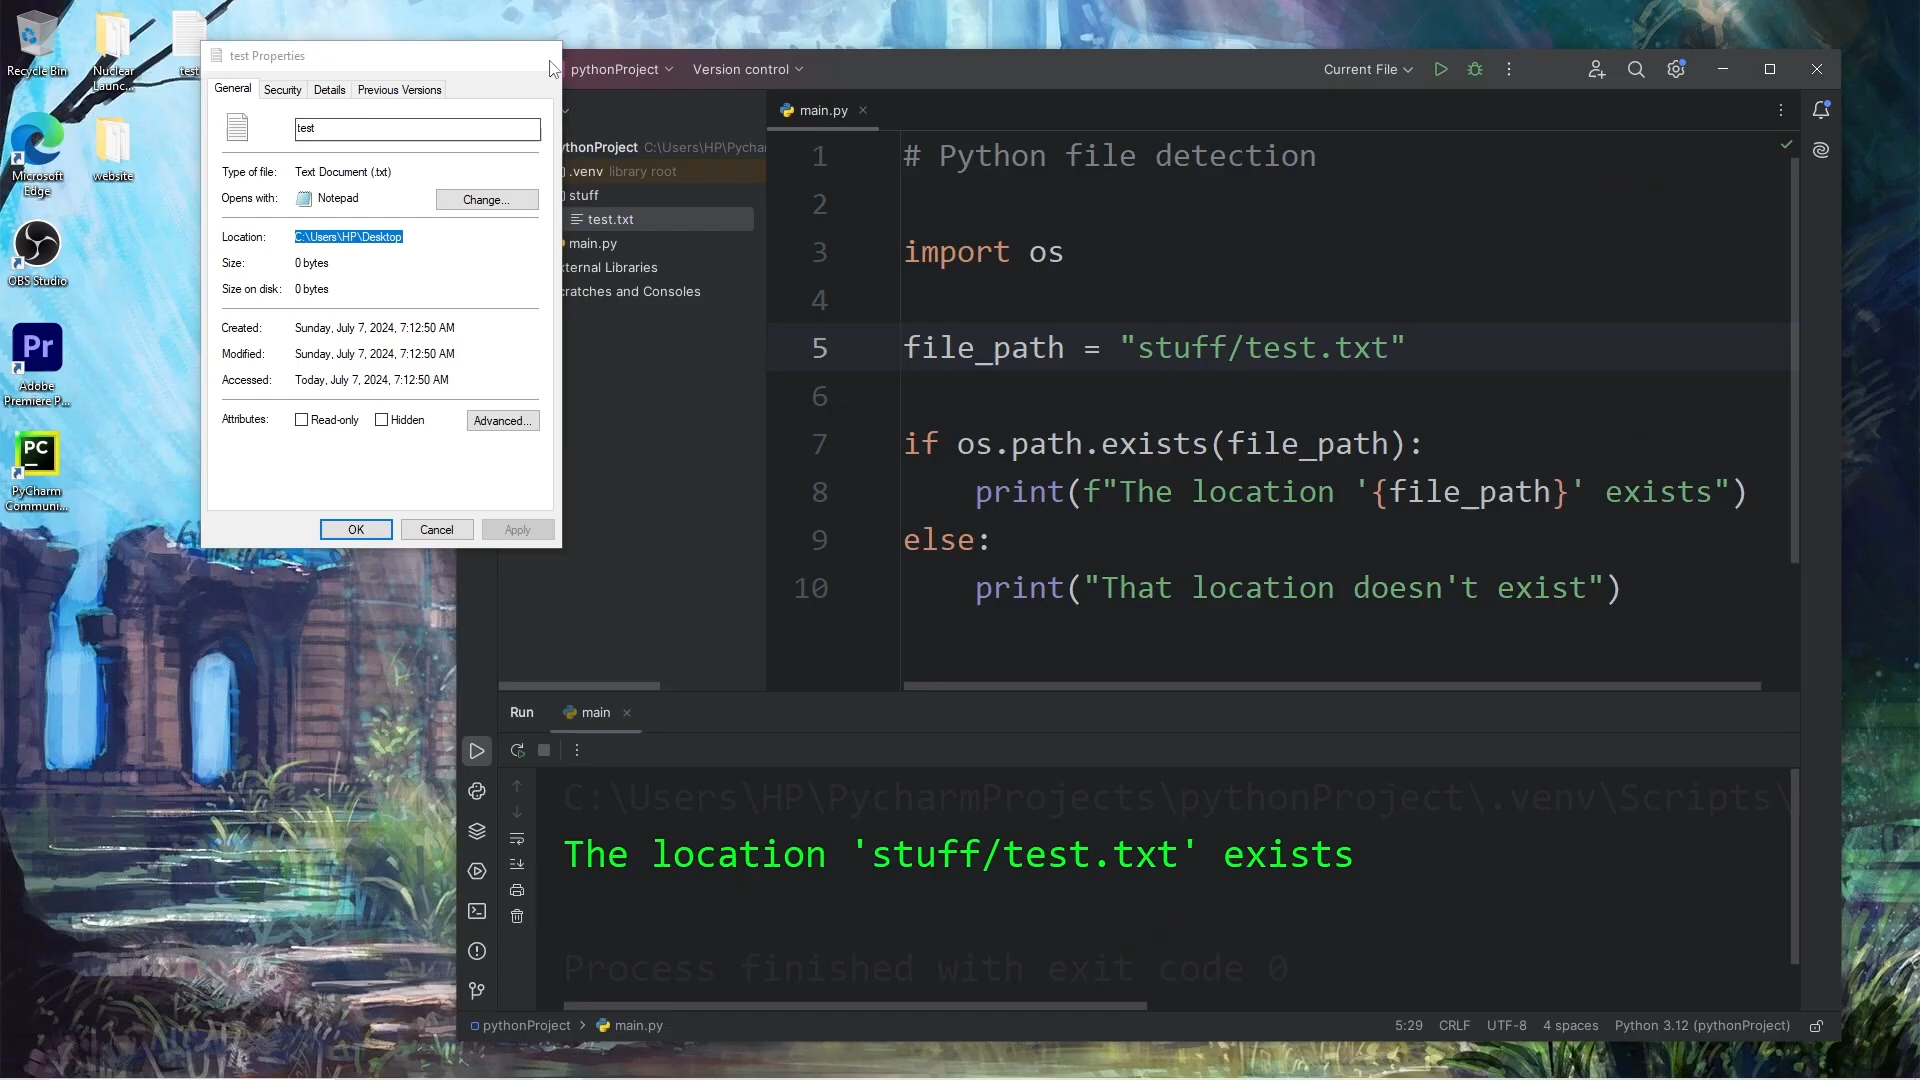 Recycle Bin
Nuclear
Launc...
test
Microsoft
Edge
website
OBS Studio
Pr
Adobe
Premiere P...
PC
PyCharm
Communi...
test Properties
General
Security
Details
Previous Versions
test
Type of file:
Text Document (.txt)
Opens with:
Notepad
Change...
Location:
C:\Users\HP\Desktop
Size:
0 bytes
Size on disk:
0 bytes
Created:
Sunday, July 7, 2024, 7:12:50 AM
Modified:
Sunday, July 7, 2024, 7:12:50 AM
Accessed:
Today, July 7, 2024, 7:12:50 AM
Attributes:
Read-only
Hidden
Advanced...
OK
Cancel
Apply
pythonProject
Version control
Current File
ythonProject C:\Users\HP\Pychar
.venv library root
stuff
test.txt
main.py
xternal Libraries
cratches and Consoles
main.py
1 # Python file detection
2
3 import os
4
5 file_path = "stuff/test.txt"
6
7 if os.path.exists(file_path):
8 print(f"The location '{file_path}' exists")
9 else:
10 print("That location doesn't exist")
Run
main
C:\Users\HP\PycharmProjects\pythonProject\.venv\Scripts\
The location 'stuff/test.txt' exists
Process finished with exit code 0
pythonProject > main.py
5:29 CRLF UTF-8 4 spaces Python 3.12 (pythonProject)